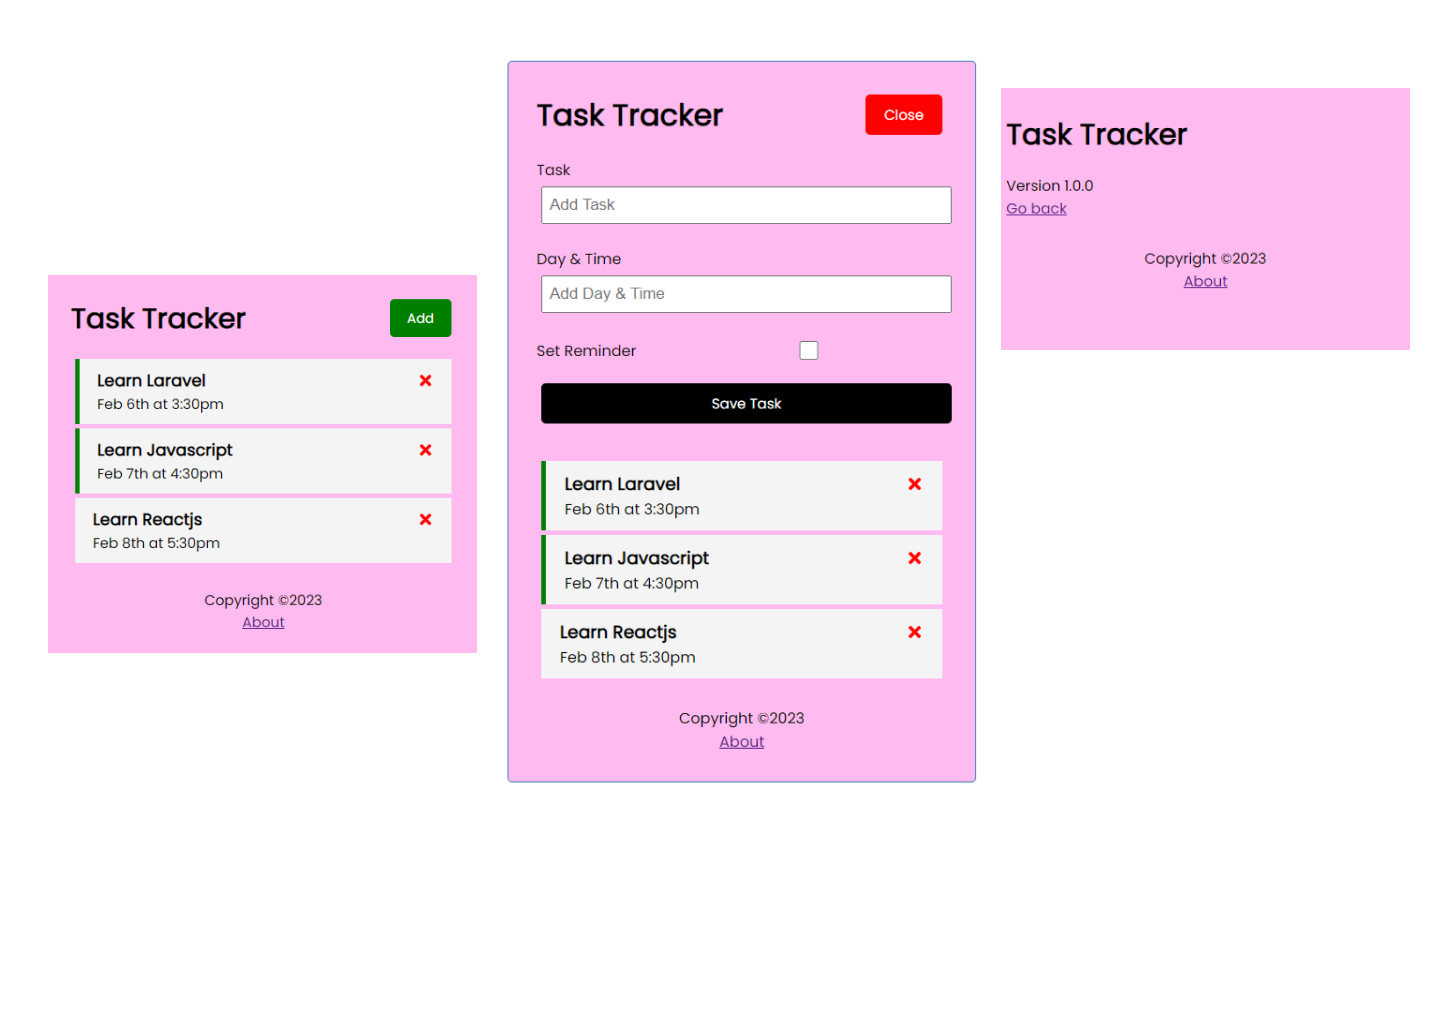 Task Tracker
Add
Learn Laravel
Feb 6th at 3:30pm
Learn Javascript
Feb 7th at 4:30pm
Learn Reactjs
Feb 8th at 5:30pm
Copyright ©2023
About
Task Tracker
Close
Task
Add Task
Day & Time
Add Day & Time
Set Reminder
Save Task
Learn Laravel
Feb 6th at 3:30pm
Learn Javascript
Feb 7th at 4:30pm
Learn Reactjs
Feb 8th at 5:30pm
Copyright ©2023
About
Task Tracker
Version 1.0.0
Go back
Copyright ©2023
About